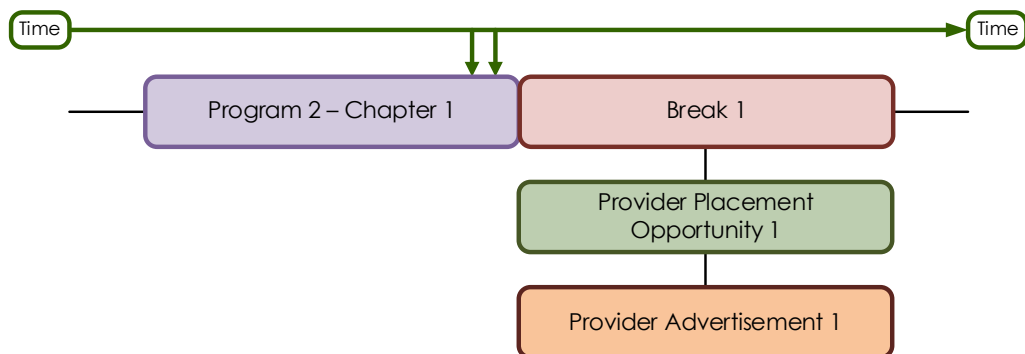 Time
Time
Program 2 – Chapter 1
Break 1
Provider Placement
Opportunity 1
Provider Advertisement 1